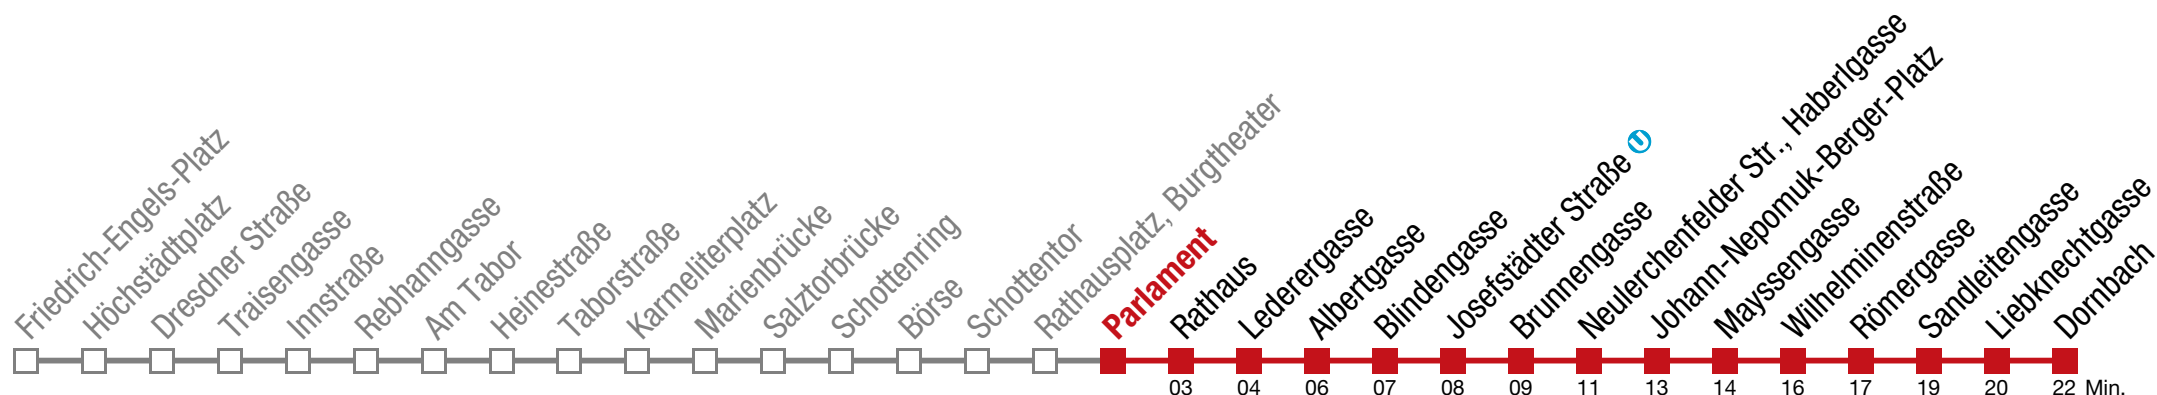 Friedrich-Engels-Platz
Höchstädtplatz
Dresdner Straße
Traisengasse
Innstraße
Rebhanngasse
Am Tabor
Heinestraße
Taborstraße
Karmeliterplatz
Marienbrücke
Salztorbrücke
Schottenring
Börse
Schottentor
Rathausplatz, Burgtheater
Parlament
Rathaus
Lederergasse
Albertgasse
Blindengasse
Josefstädter Straße U
Brunnengasse
Neulerchenfelder Str., Haberlgasse
Johann-Nepomuk-Berger-Platz
Mayssengasse
Wilhelminenstraße
Römergasse
Sandleitengasse
Liebknechtgasse
Dornbach
03 04 06 07 08 09 11 13 14 16 17 19 20 22 Min.